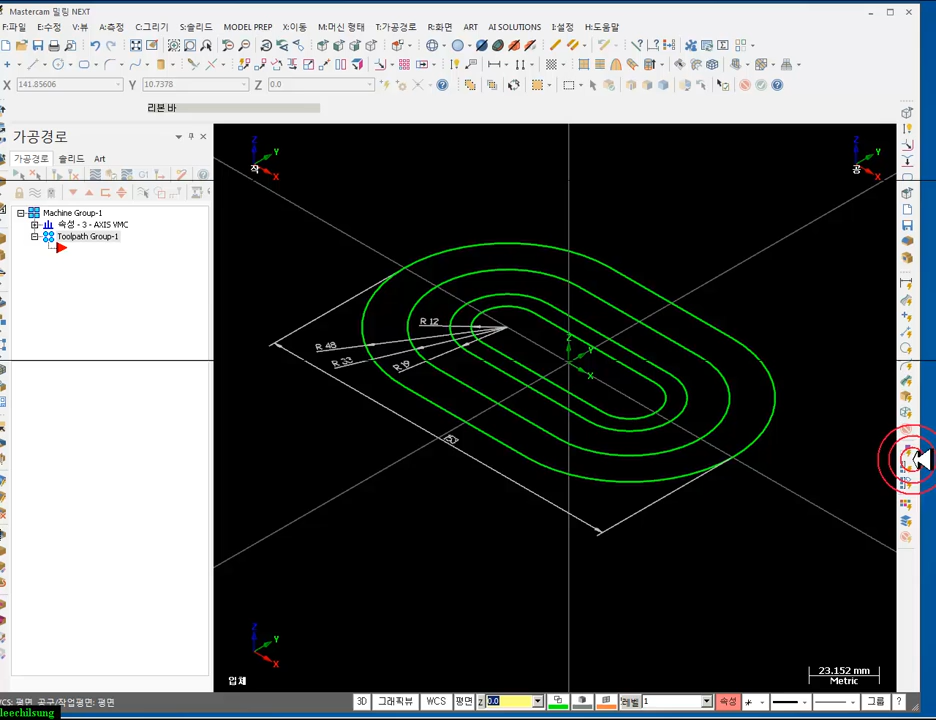 Mastercam 밀링 NEXT
F:파일 E:수정 V:뷰 A:측정 C:그리기 S:솔리드 MODEL PREP X:이동 M:머신 형태 T:가공경로 R:화면 ART AI SOLUTIONS I:설정 H:도움말
X 141.85606 Y 10.7378 Z 0.0
리본 바
가공경로
가공경로 솔리드 Art
Machine Group-1
속성 - 3 - AXIS VMC
Toolpath Group-1
Z Y X 작
Z Y X 공
R 12
R 48
R 33
R 19
Z Y X
Z Y X
입체
23.152 mm
Metric
WCS: 평면 공구/작업평면: 평면
3D 그래픽뷰 WCS 평면 Z 0.0 레벨 1 속성 그룹 ?
leechilsung